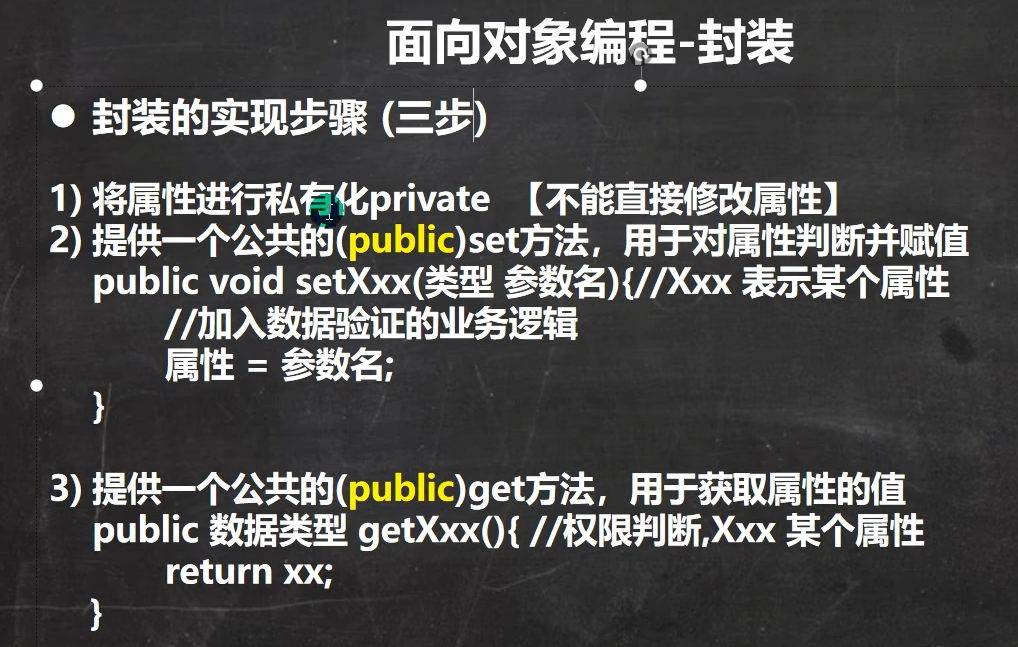 面向对象编程-封装
● 封装的实现步骤 (三步)
1) 将属性进行私有化private 【不能直接修改属性】
2) 提供一个公共的(public)set方法，用于对属性判断并赋值
public void setXxx(类型 参数名){//Xxx 表示某个属性
//加入数据验证的业务逻辑
属性 = 参数名;
}
3) 提供一个公共的(public)get方法，用于获取属性的值
public 数据类型 getXxx(){ //权限判断,Xxx 某个属性
return xx;
}